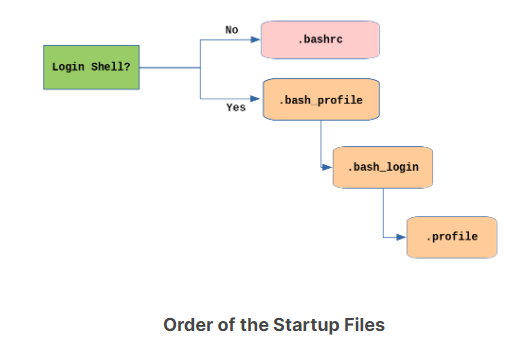 No
.bashrc
Login Shell?
.bash_profile
Yes
.bash_login
.profile
Order of the Startup Files